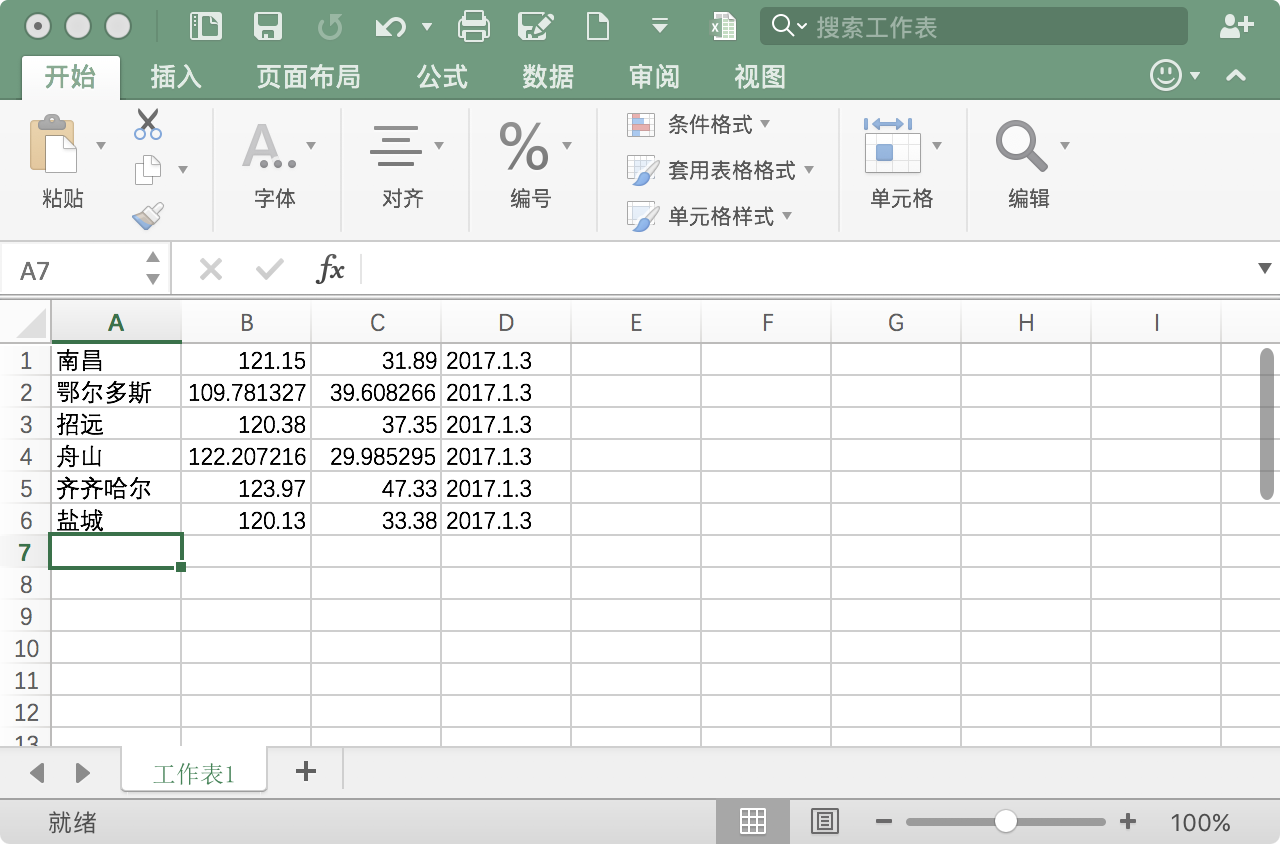 搜索工作表
开始 插入 页面布局 公式 数据 审阅 视图
粘贴 字体 对齐 % 编号 条件格式 套用表格格式 单元格样式 单元格 编辑
A7 fx
A B C D E F G H I
1 南昌 121.15 31.89 2017.1.3
2 鄂尔多斯 109.781327 39.608266 2017.1.3
3 招远 120.38 37.35 2017.1.3
4 舟山 122.207216 29.985295 2017.1.3
5 齐齐哈尔 123.97 47.33 2017.1.3
6 盐城 120.13 33.38 2017.1.3
7
8
9
10
11
12
13
工作表1 +
就绪 100%